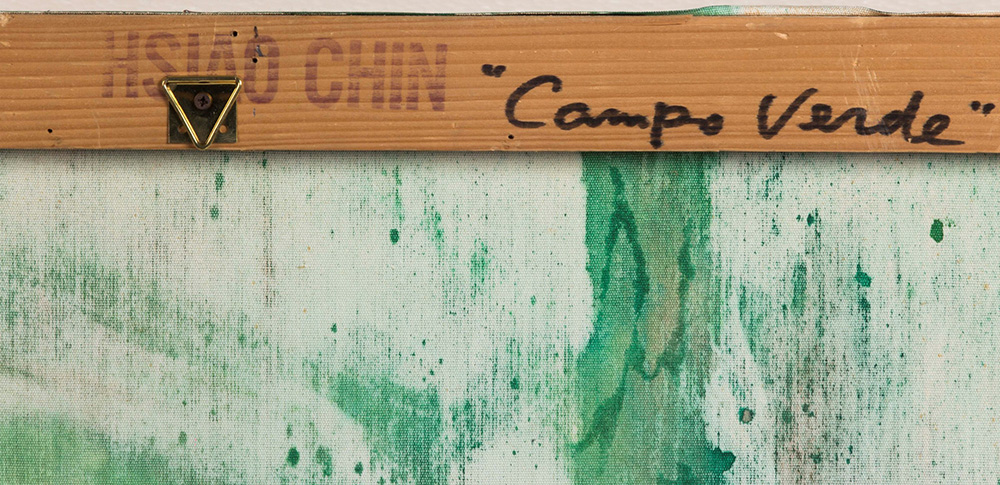 HSIAO CHIN
"Campo Verde"